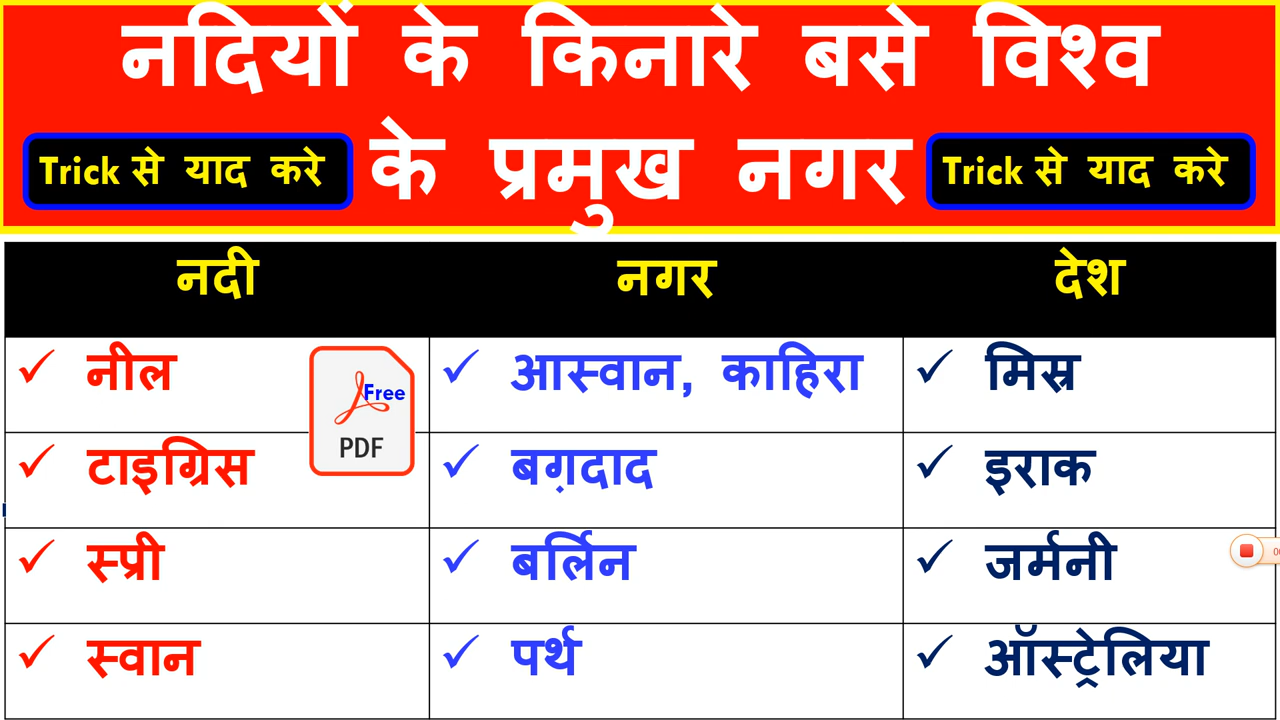 नदियों के किनारे बसे विश्व
Trick से याद करे के प्रमुख नगर Trick से याद करे
नदी नगर देश
नील आस्वान, काहिरा मिस्र
Free
PDF
टाइग्रिस बग़दाद इराक
स्प्री बर्लिन जर्मनी
स्वान पर्थ ऑस्ट्रेलिया